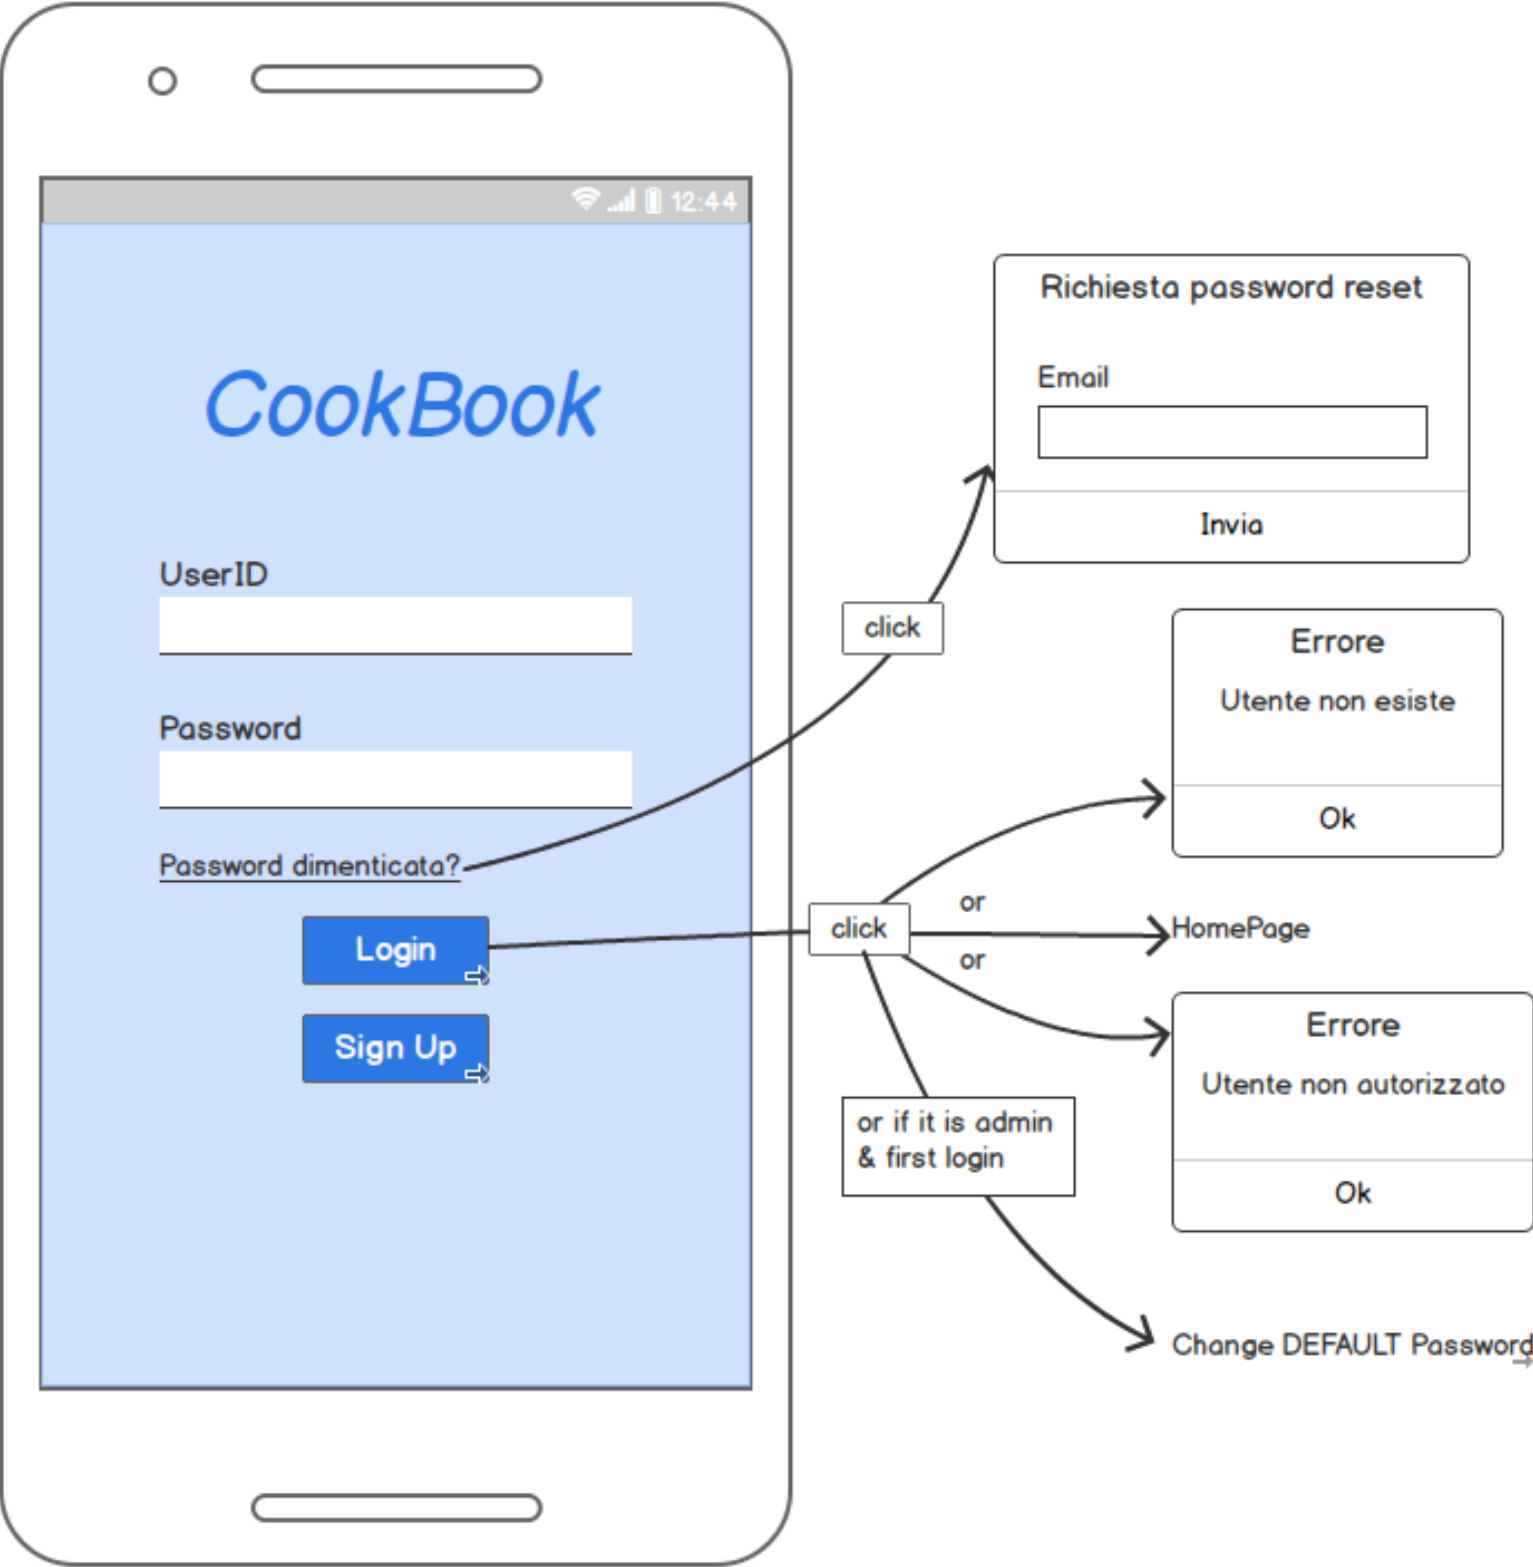 12:44
CookBook
UserID
Password
Password dimenticata?
Login
Sign Up
click
Richiesta password reset
Email
Invia
click
Errore
Utente non esiste
Ok
or
HomePage
or
Errore
Utente non autorizzato
Ok
or if it is admin
& first login
Change DEFAULT Password